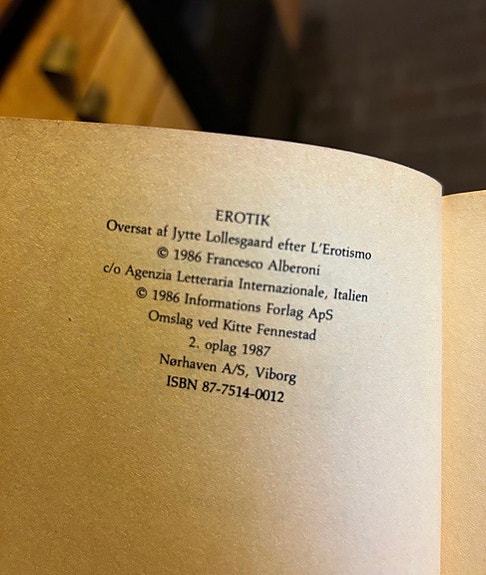 EROTIK
Oversat af Jytte Lollesgaard efter L'Erotismo
© 1986 Francesco Alberoni
c/o Agenzia Letteraria Internazionale, Italien
© 1986 Informations Forlag ApS
Omslag ved Kitte Fennestad
2. oplag 1987
Nørhaven A/S, Viborg
ISBN 87-7514-0012